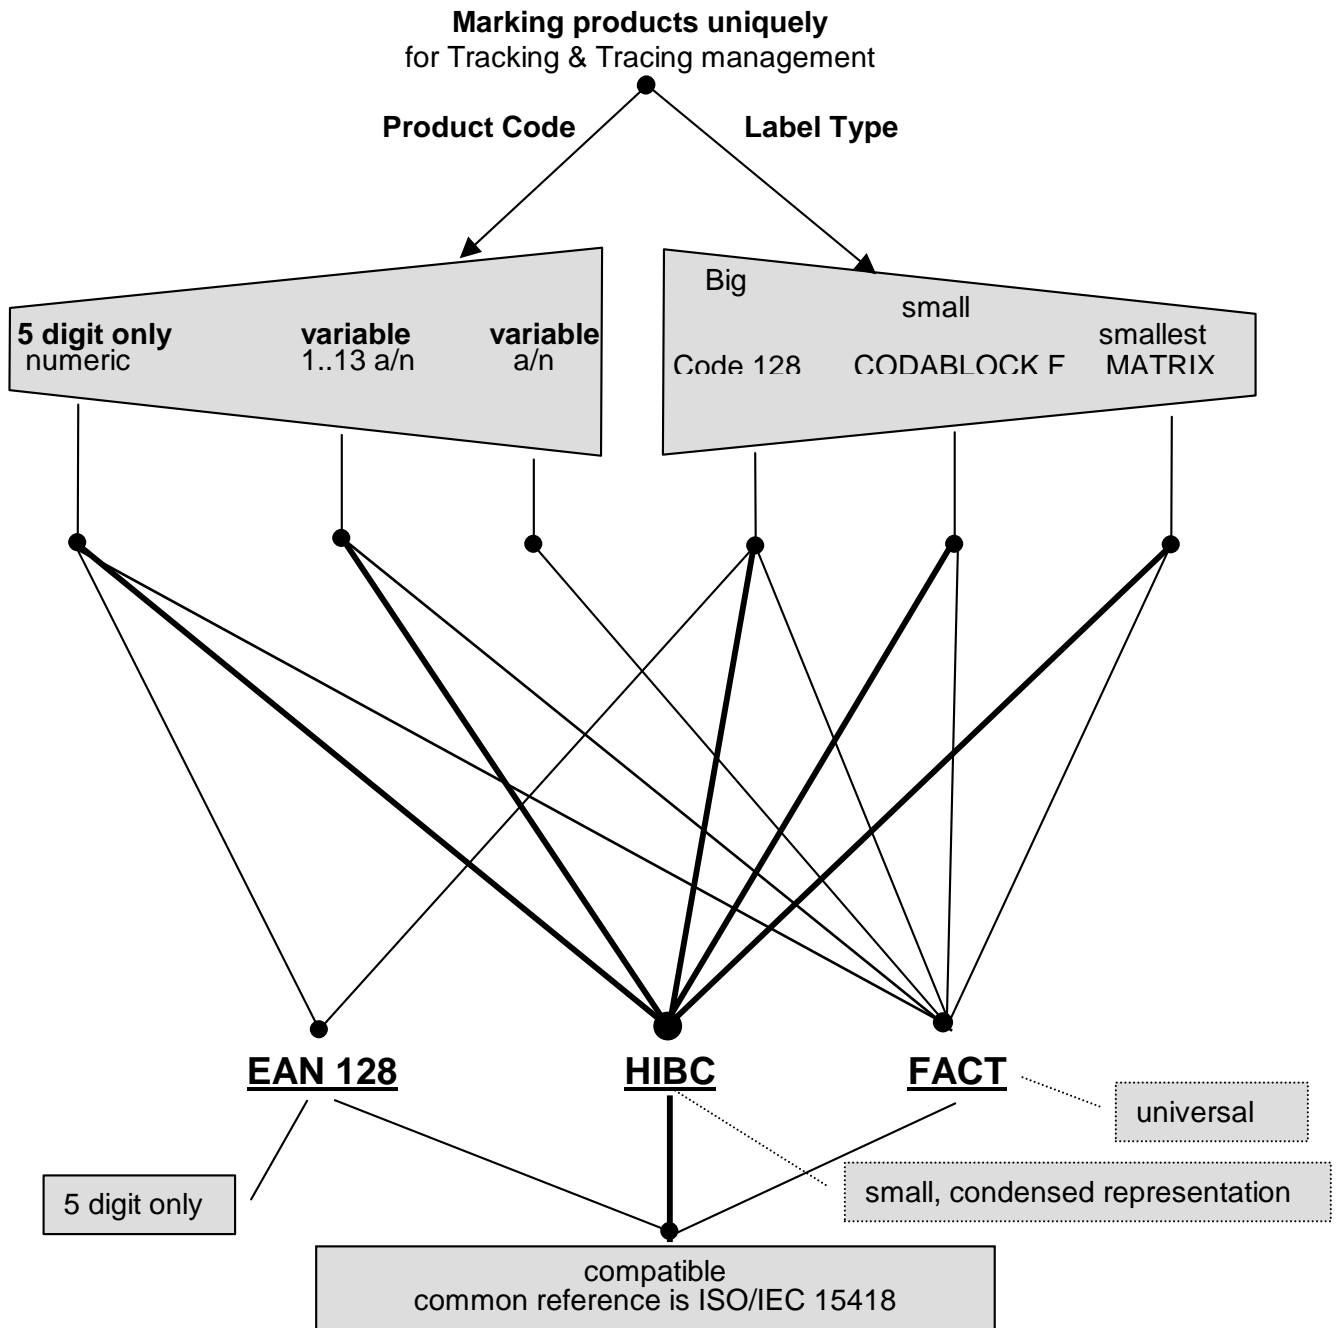 Marking products uniquely
for Tracking & Tracing management
Product Code
Label Type
5 digit only
numeric
variable
1..13 a/n
variable
a/n
Big
Code 128
small
CODABLOCK F
smallest
MATRIX
EAN 128
HIBC
FACT
universal
5 digit only
small, condensed representation
compatible
common reference is ISO/IEC 15418